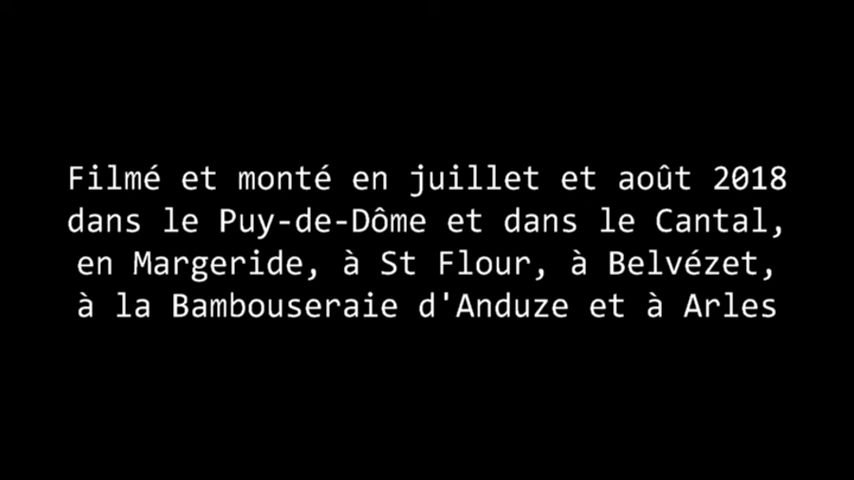 Filmé et monté en juillet et août 2018
dans le Puy-de-Dôme et dans le Cantal,
en Margeride, à St Flour, à Belvézet,
à la Bambouseraie d'Anduze et à Arles